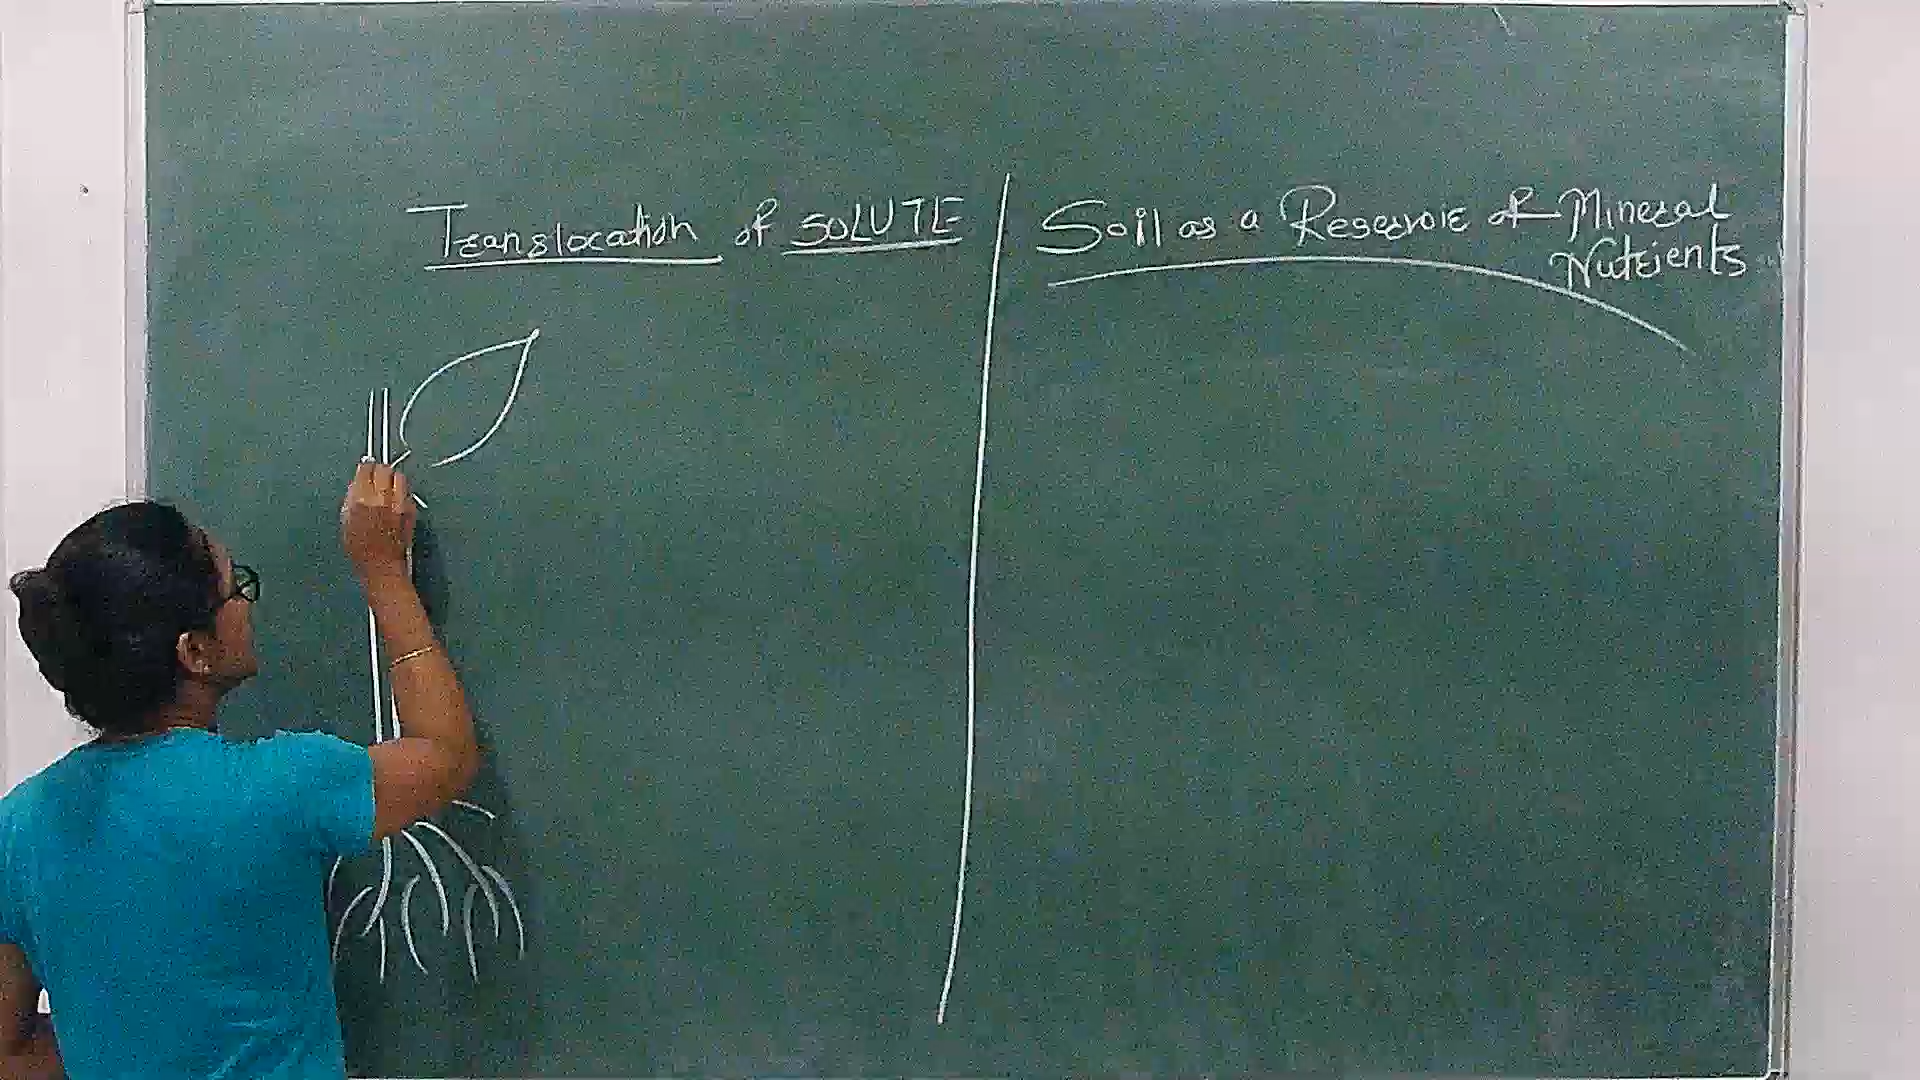 Translocation of SOLUTE
Soil as a Reservoir of Mineral
Nutrients